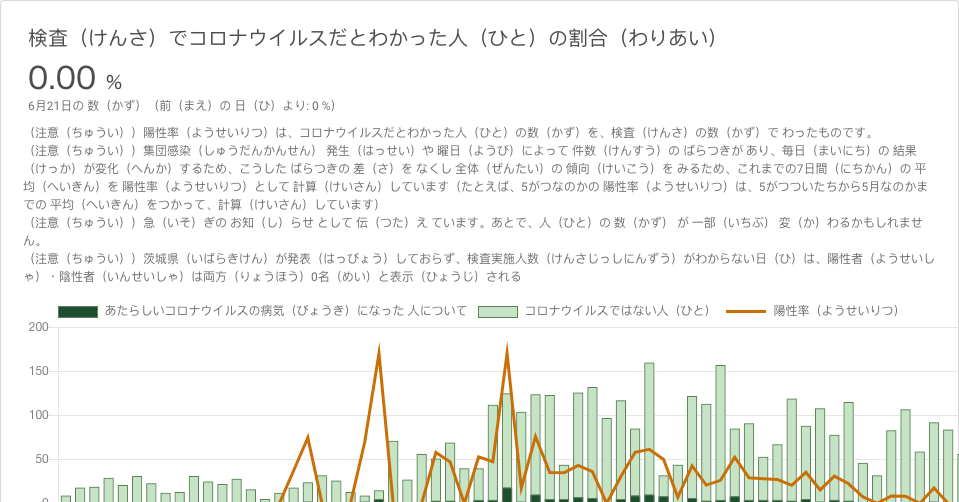 検査（けんさ）でコロナウイルスだとわかった人（ひと）の割合（わりあい）
0.00 %
6月21日の 数（かず）（前（まえ）の 日（ひ）より: 0 %）
（注意（ちゅうい））陽性率（ようせいりつ）は、コロナウイルスだとわかった人（ひと）の数（かず）を、検査（けんさ）の数（かず）で わったものです。
（注意（ちゅうい））集団感染（しゅうだんかんせん） 発生（はっせい）や 曜日（ようび）によって 件数（けんすう）の ばらつきが あり、毎日（まいにち）の 結果
（けっか）が変化（へんか）するため、こうした ばらつきの 差（さ）を なくし 全体（ぜんたい）の 傾向（けいこう）を みるため、これまでの7日間（にちかん）の 平
均（へいきん）を 陽性率（ようせいりつ）として 計算（けいさん）しています（たとえば、5がつなのかの 陽性率（ようせいりつ）は、5がつついたちから5月なのかま
での 平均（へいきん）をつかって、計算（けいさん）しています）
（注意（ちゅうい））急（いそ）ぎの お知（し）らせ として 伝（つた）え ています。あとで、人（ひと）の 数（かず） が 一部（いちぶ） 変（か）わるかもしれませ
ん。
（注意（ちゅうい））茨城県（いばらきけん）が発表（はっぴょう）しておらず、検査実施人数（けんさじっしにんずう）がわからない日（ひ）は、陽性者（ようせいし
ゃ）・陰性者（いんせいしゃ）は両方（りょうほう）0名（めい）と表示（ひょうじ）される
あたらしいコロナウイルスの病気（びょうき）になった 人について コロナウイルスではない人（ひと） 陽性率（ようせいりつ）
200
150
100
50
0